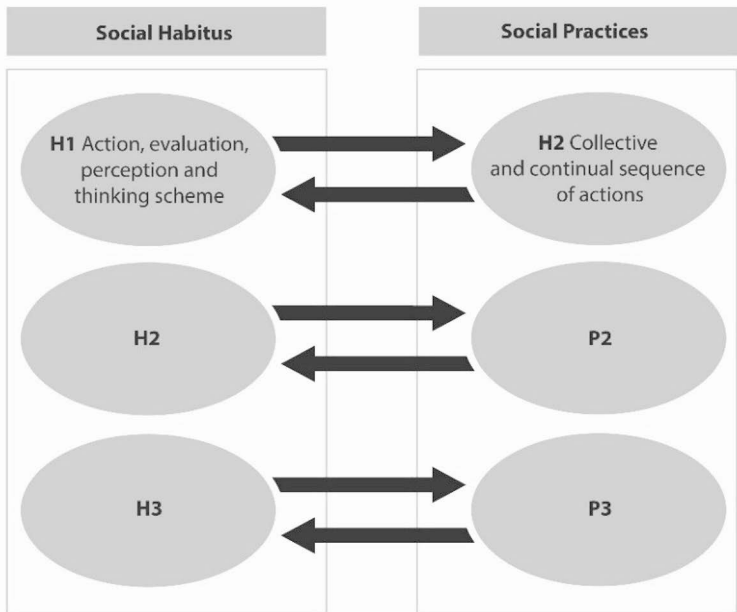 Social Habitus
Social Practices
H1 Action, evaluation,
perception and
thinking scheme
H2 Collective
and continual sequence
of actions
H2
P2
H3
P3